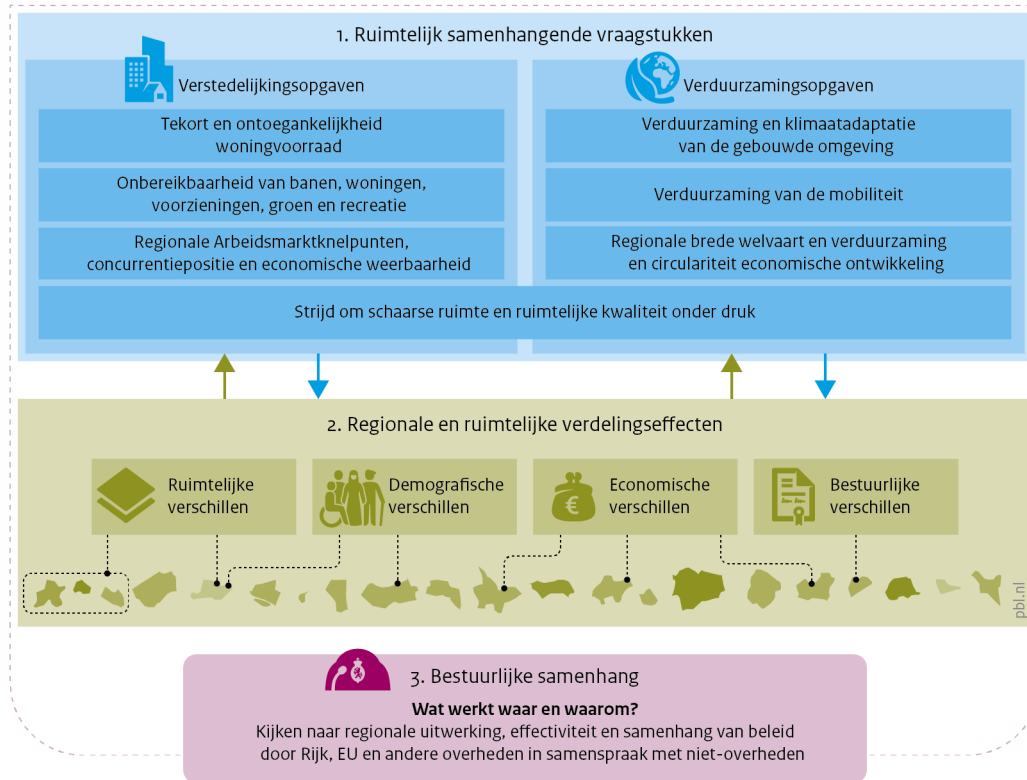 1. Ruimtelijk samenhangende vraagstukken
Verstedelijkingsopgaven
Tekort en ontoegankelijkheid
woningvoorraad
Onbereikbaarheid van banen, woningen,
voorzieningen, groen en recreatie
Regionale Arbeidsmarktknelpunten,
concurrentiepositie en economische weerbaarheid
Verduurzamingsopgaven
Verduurzaming en klimaatadaptatie
van de gebouwde omgeving
Verduurzaming van de mobiliteit
Regionale brede welvaart en verduurzaming
en circulariteit economische ontwikkeling
Strijd om schaarse ruimte en ruimtelijke kwaliteit onder druk
2. Regionale en ruimtelijke verdelingseffecten
Ruimtelijke
verschillen
Demografische
verschillen
Economische
verschillen
Bestuurlijke
verschillen
pbl.nl
3. Bestuurlijke samenhang
Wat werkt waar en waarom?
Kijken naar regionale uitwerking, effectiviteit en samenhang van beleid
door Rijk, EU en andere overheden in samenspraak met niet-overheden